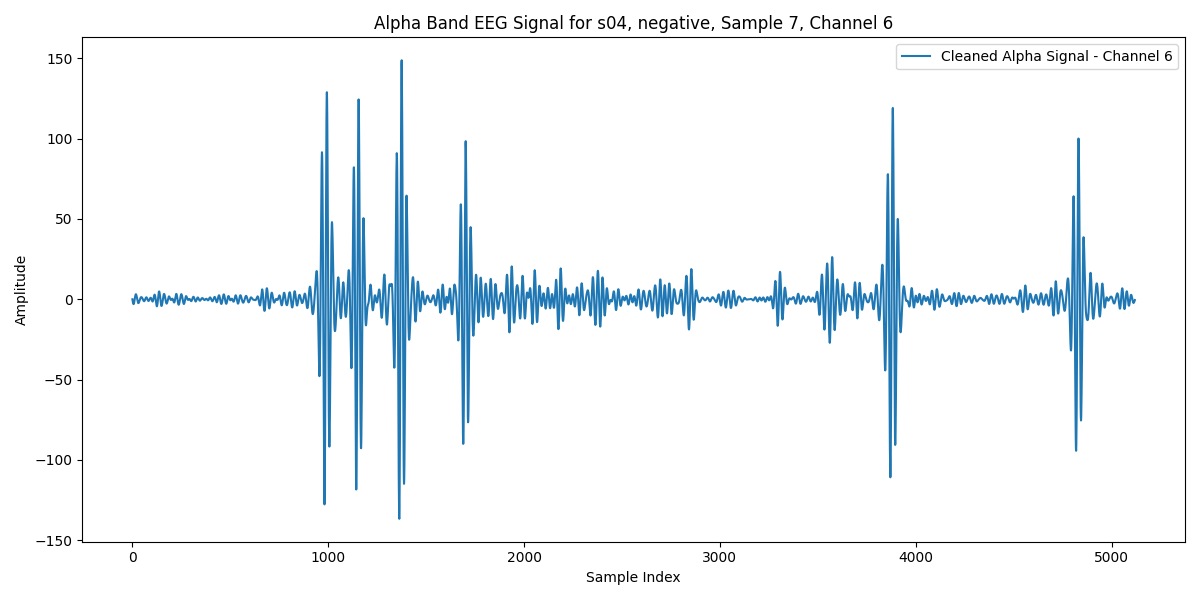 Alpha Band EEG Signal for s04, negative, Sample 7, Channel 6
Cleaned Alpha Signal - Channel 6
Amplitude
150
100
50
0
−50
−100
−150
0 1000 2000 3000 4000 5000
Sample Index